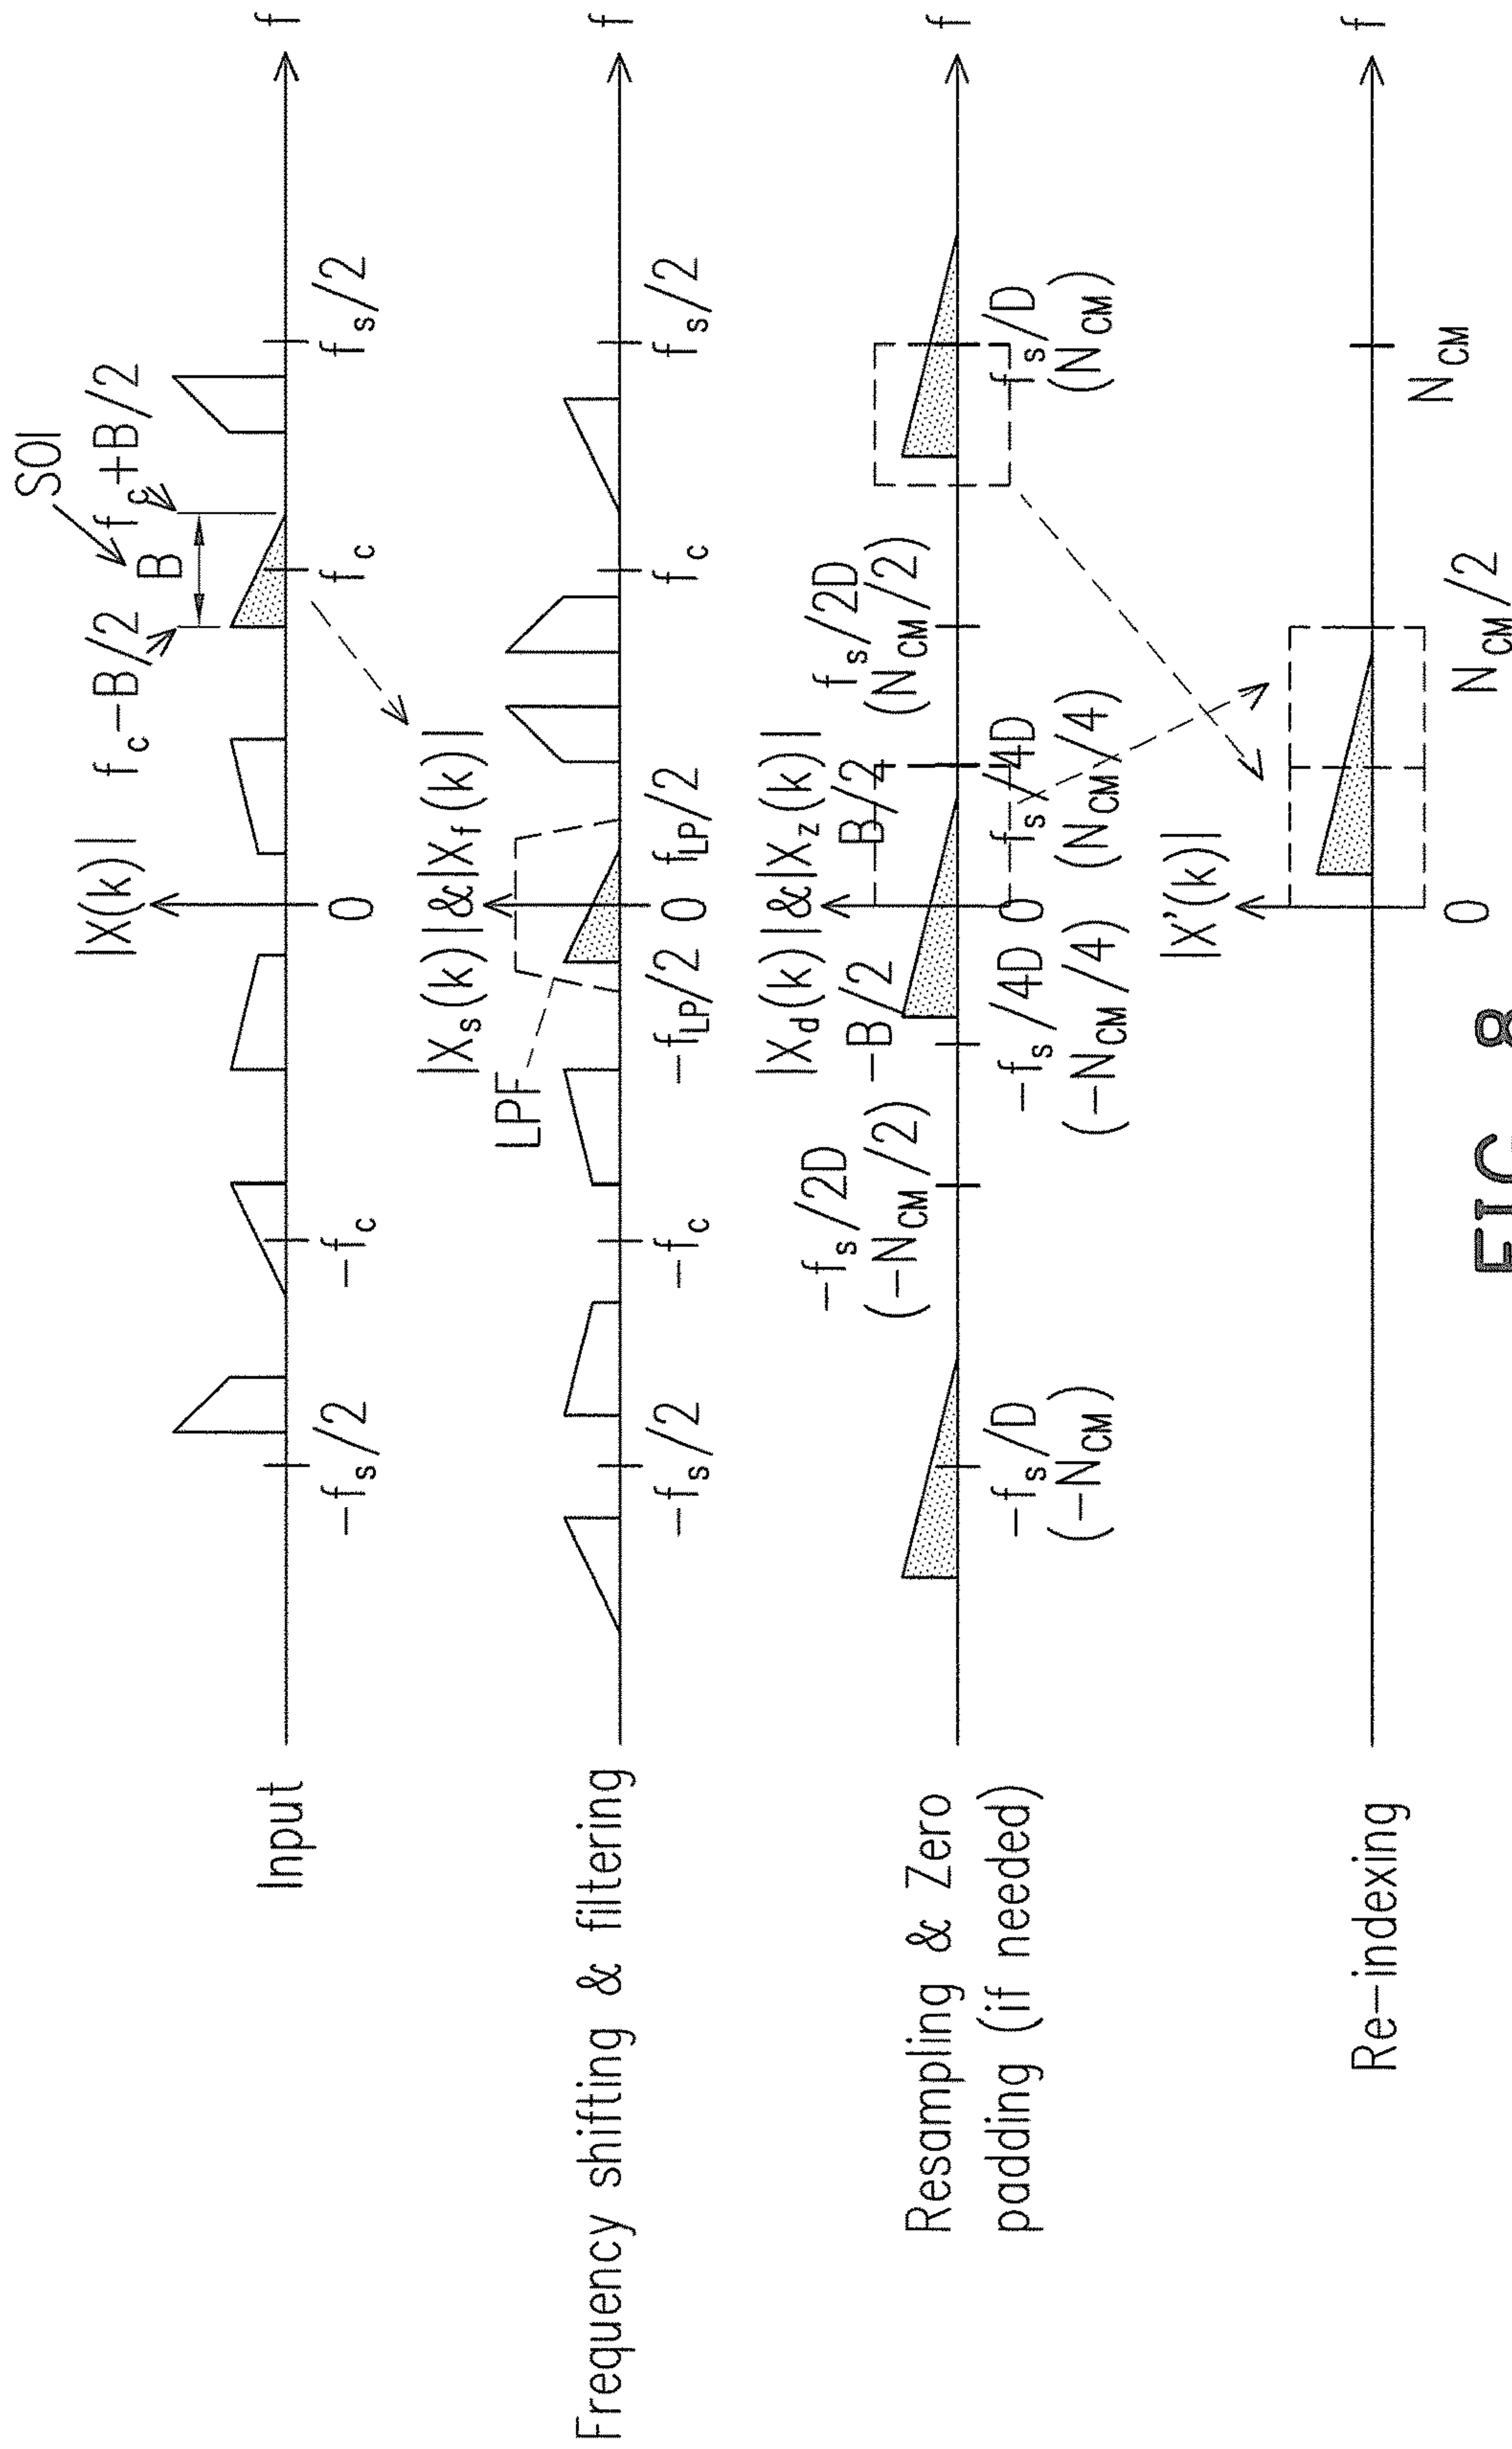 Input
|X(k)|
SOI
f_c-B/2
B
f_c+B/2
-f_s/2
-f_c
0
f_c
f_s/2
f
Frequency shifting & filtering
|X_s(k)|&|X_f(k)|
LPF
-f_s/2
-f_c
-f_LP/2
0
f_LP/2
f_c
f_s/2
f
Resampling & Zero
padding (if needed)
|X_d(k)|&|X_z(k)|
-B/2
B/2
-f_s/2D
(-N_CM/2)
f_s/2D
(N_CM/2)
-f_s/D
(-N_CM)
-f_s/4D
(-N_CM/4)
0
f_s/4D
(N_CM/4)
f_s/D
(N_CM)
f
Re-indexing
|X'(k)|
0
N_CM/2
N_CM
f
FIG. 8